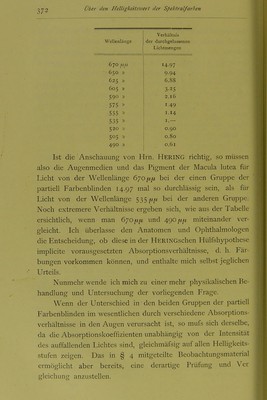 372 Über den Helligkeitswert der Spektralfarben
Wellenlänge Verhältnis der durchgelassenen Lichtmengen
670 μμ 14.97
650 » 9.94
625 » 6.88
605 » 3.23
590 » 2.16
575 » 1.49
555 » 1.14
535 » 1.—
520 » 0.90
505 » 0.80
490 » 0.61
Ist die Anschauung von Hrn. HERING richtig, so müssen
also die Augenmedien und das Pigment der Macula lutea für
Licht von der Wellenlänge 670 μμ bei der einen Gruppe der
partiell Farbenblinden 14.97 mal so durchlässig sein, als für
Licht von der Wellenlänge 535 μμ bei der anderen Gruppe.
Noch extremere Verhältnisse ergeben sich, wie aus der Tabelle
ersichtlich, wenn man 670 μμ und 490 μμ miteinander ver-
gleicht. Ich überlasse den Anatomen und Ophthalmologen
die Entscheidung, ob diese in der HERINGschen Hülfshypothese
implicite vorausgesetzten Absorptionsverhältnisse, d. h. Fär-
bungen vorkommen können, und enthalte mich selbst jeglichen
Urteils.
Nunmehr wende ich mich zu einer mehr physikalischen Be-
handlung und Untersuchung der vorliegenden Frage.
Wenn der Unterschied in den beiden Gruppen der partiell
Farbenblinden im wesentlichen durch verschiedene Absorptions-
verhältnisse in den Augen verursacht ist, so muß sich derselbe,
da die Absorptionskoeffizienten unabhängig von der Intensität
des auffallenden Lichtes sind, gleichmäßig auf allen Helligkeits-
stufen zeigen. Das in § 4 mitgeteilte Beobachtungsmaterial
ermöglicht aber bereits, eine derartige Prüfung und Ver
gleichung anzustellen.